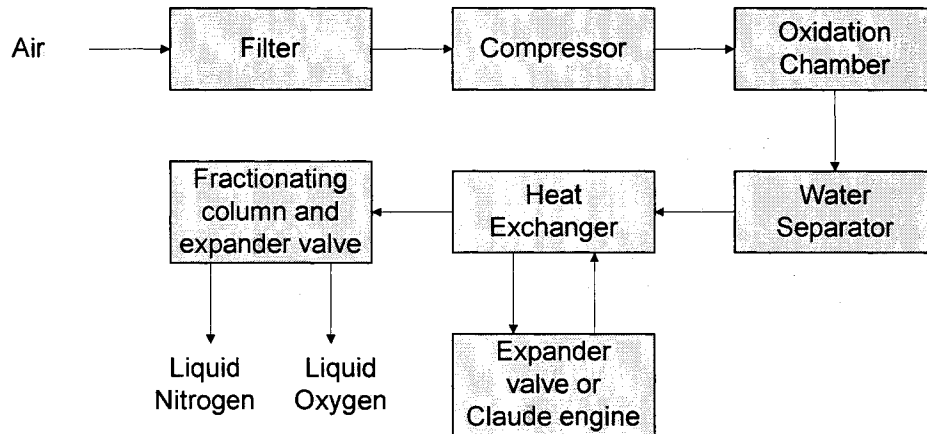 Air
Filter
Compressor
Oxidation
Chamber
Fractionating
column and
expander valve
Heat
Exchanger
Water
Separator
Liquid
Nitrogen
Liquid
Oxygen
Expander
valve or
Claude engine